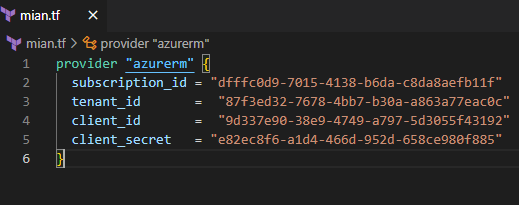 mian.tf
mian.tf > provider "azurerm"
1 provider "azurerm" {
2 subscription_id = "dfffc0d9-7015-4138-b6da-c8da8aefb11f"
3 tenant_id = "87f3ed32-7678-4bb7-b30a-a863a77eac0c"
4 client_id = "9d337e90-38e9-4749-a797-5d3055f43192"
5 client_secret = "e82ec8f6-a1d4-466d-952d-658ce980f885"
6 }